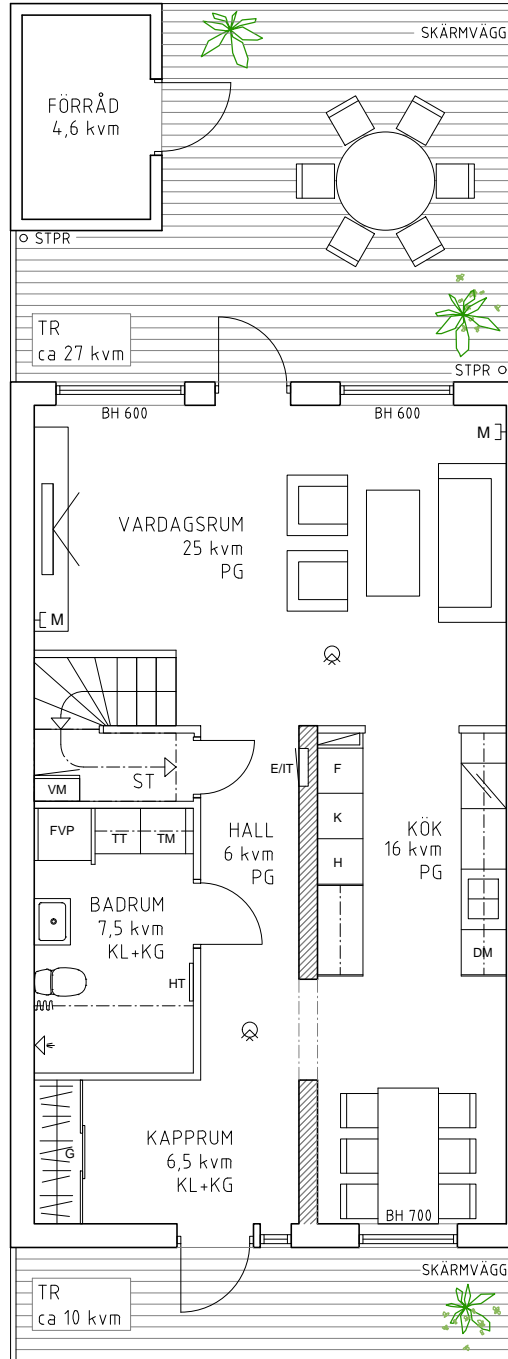 SKÄRMVÄGG
FÖRRÅD
4,6 kvm
STPR
TR
ca 27 kvm
STPR
BH 600
BH 600
M
VARDAGSRUM
25 kvm
PG
M
ST
VM
E/IT
F
K
H
HALL
6 kvm
PG
KÖK
16 kvm
PG
FVP
TT
TM
BADRUM
7,5 kvm
KL+KG
DM
HT
G
KAPPRUM
6,5 kvm
KL+KG
BH 700
SKÄRMVÄGG
TR
ca 10 kvm